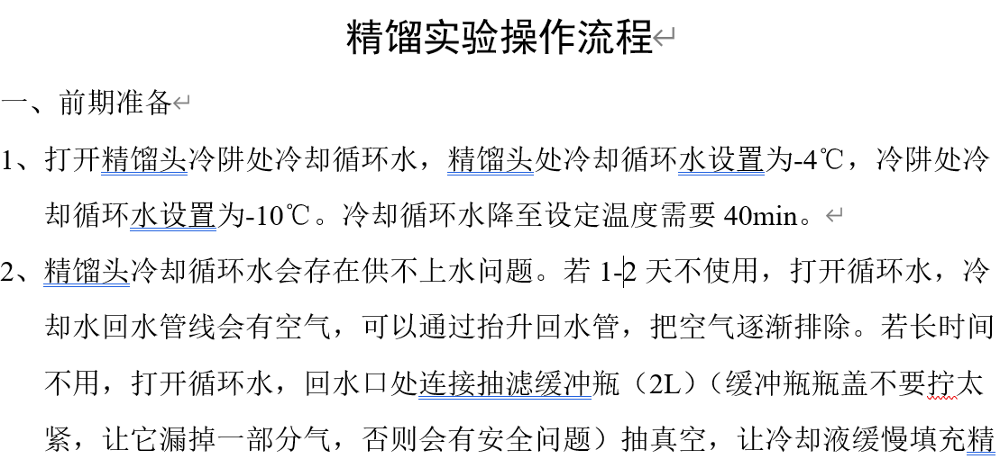 精馏实验操作流程
一、前期准备
1、打开精馏头冷阱处冷却循环水，精馏头处冷却循环水设置为-4℃，冷阱处冷
却循环水设置为-10℃。冷却循环水降至设定温度需要 40min。
2、精馏头冷却循环水会存在供不上水问题。若 1-2 天不使用，打开循环水，冷
却水回水管线会有空气，可以通过抬升回水管，把空气逐渐排除。若长时间
不用，打开循环水，回水口处连接抽滤缓冲瓶（2L）（缓冲瓶瓶盖不要拧太
紧，让它漏掉一部分气，否则会有安全问题）抽真空，让冷却液缓慢填充精